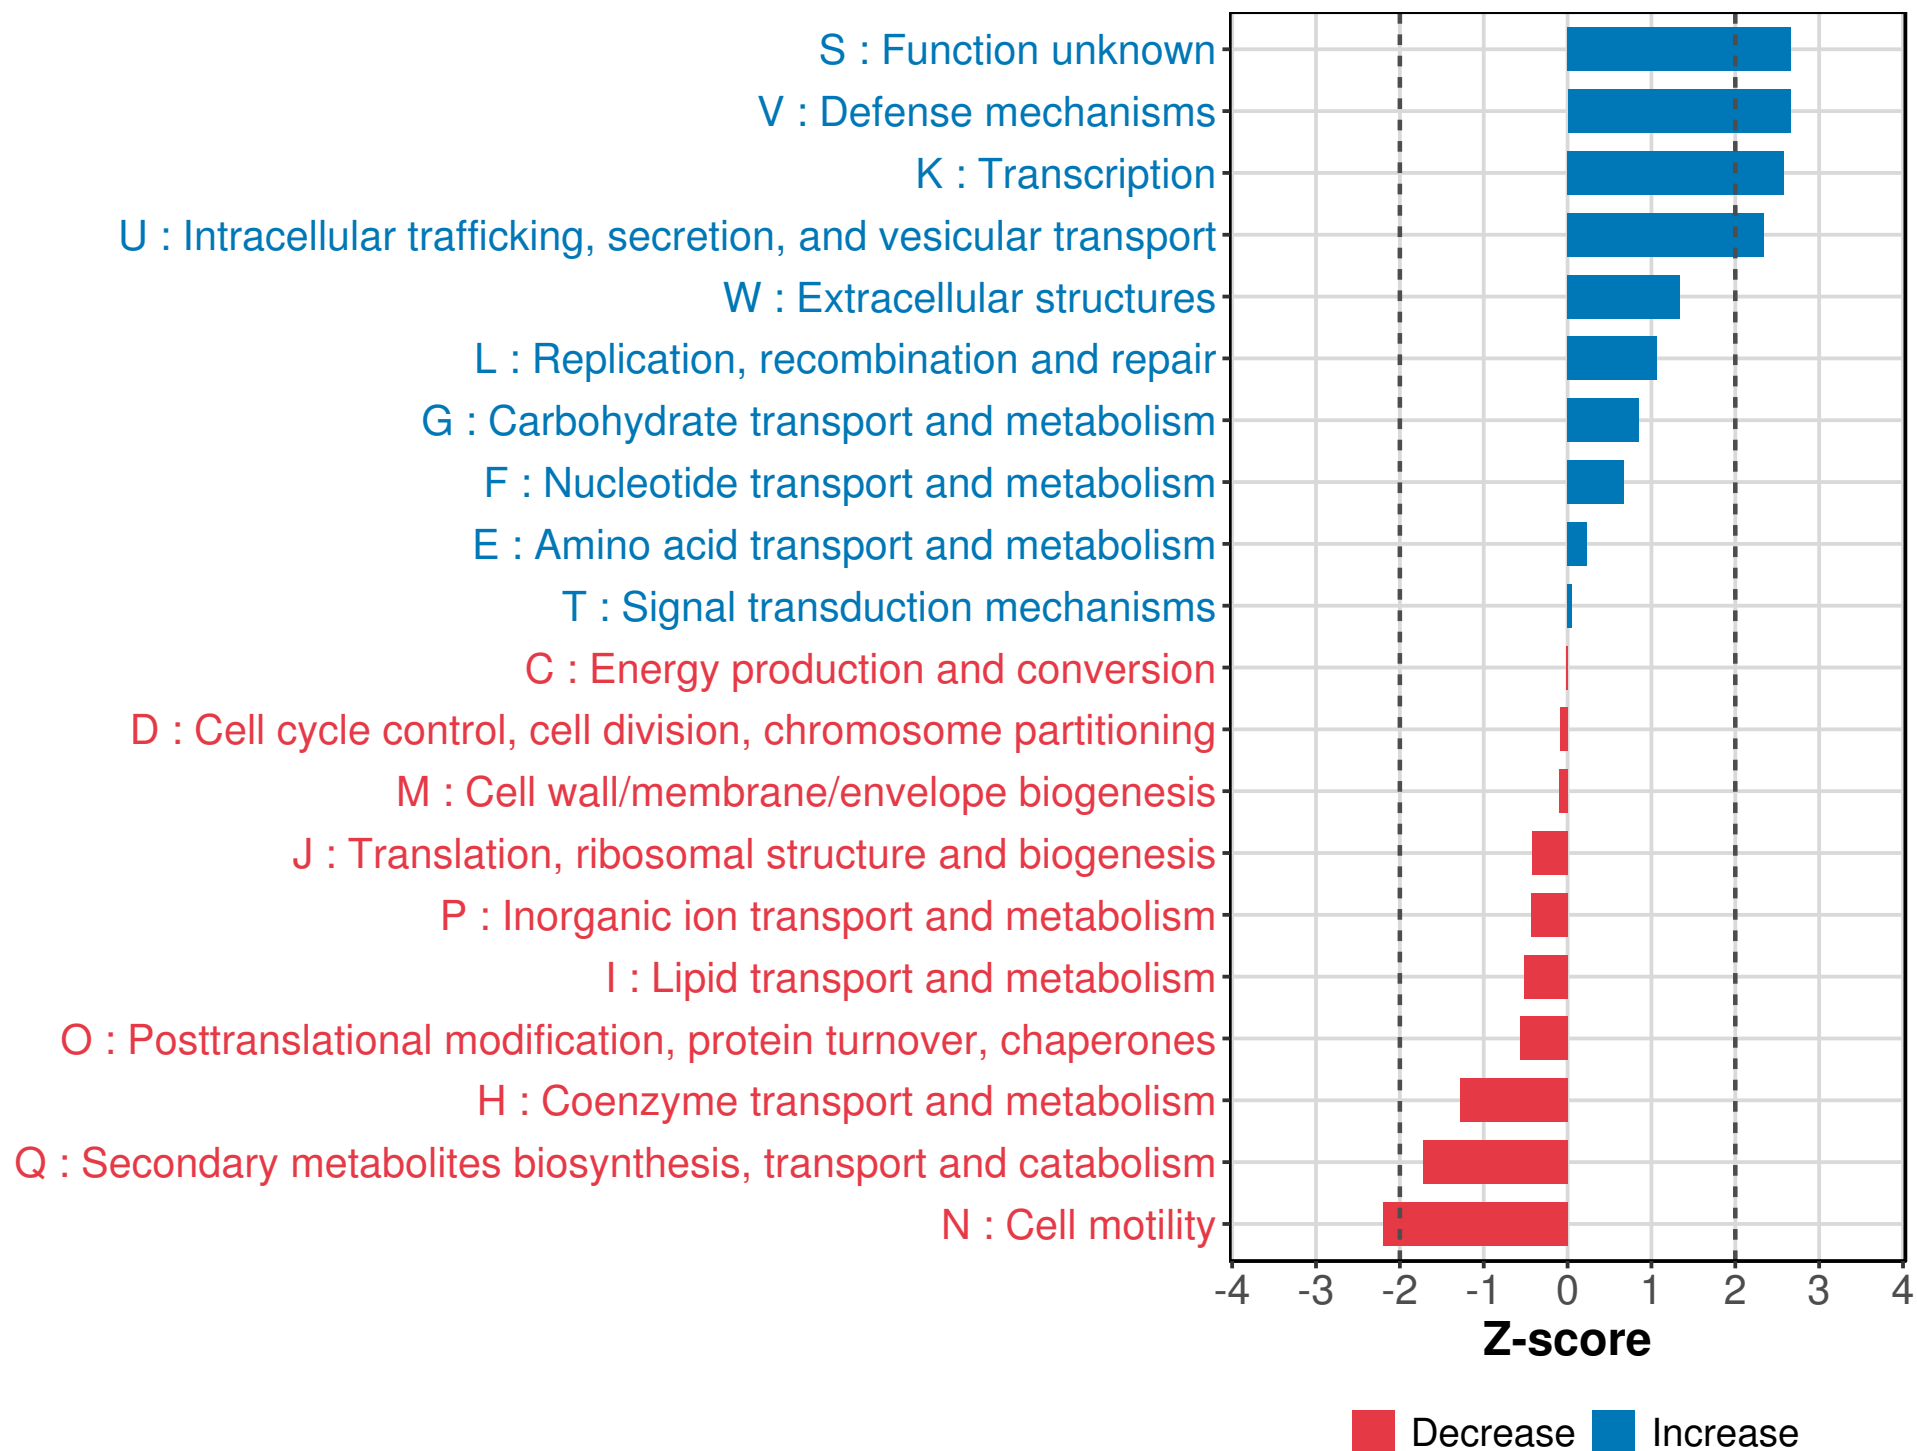 S : Function unknown
V : Defense mechanisms
K : Transcription
U : Intracellular trafficking, secretion, and vesicular transport
W : Extracellular structures
L : Replication, recombination and repair
G : Carbohydrate transport and metabolism
F : Nucleotide transport and metabolism
E : Amino acid transport and metabolism
T : Signal transduction mechanisms
C : Energy production and conversion
D : Cell cycle control, cell division, chromosome partitioning
M : Cell wall/membrane/envelope biogenesis
J : Translation, ribosomal structure and biogenesis
P : Inorganic ion transport and metabolism
I : Lipid transport and metabolism
O : Posttranslational modification, protein turnover, chaperones
H : Coenzyme transport and metabolism
Q : Secondary metabolites biosynthesis, transport and catabolism
N : Cell motility
-4 -3 -2 -1 0 1 2 3 4
Z-score
Decrease Increase